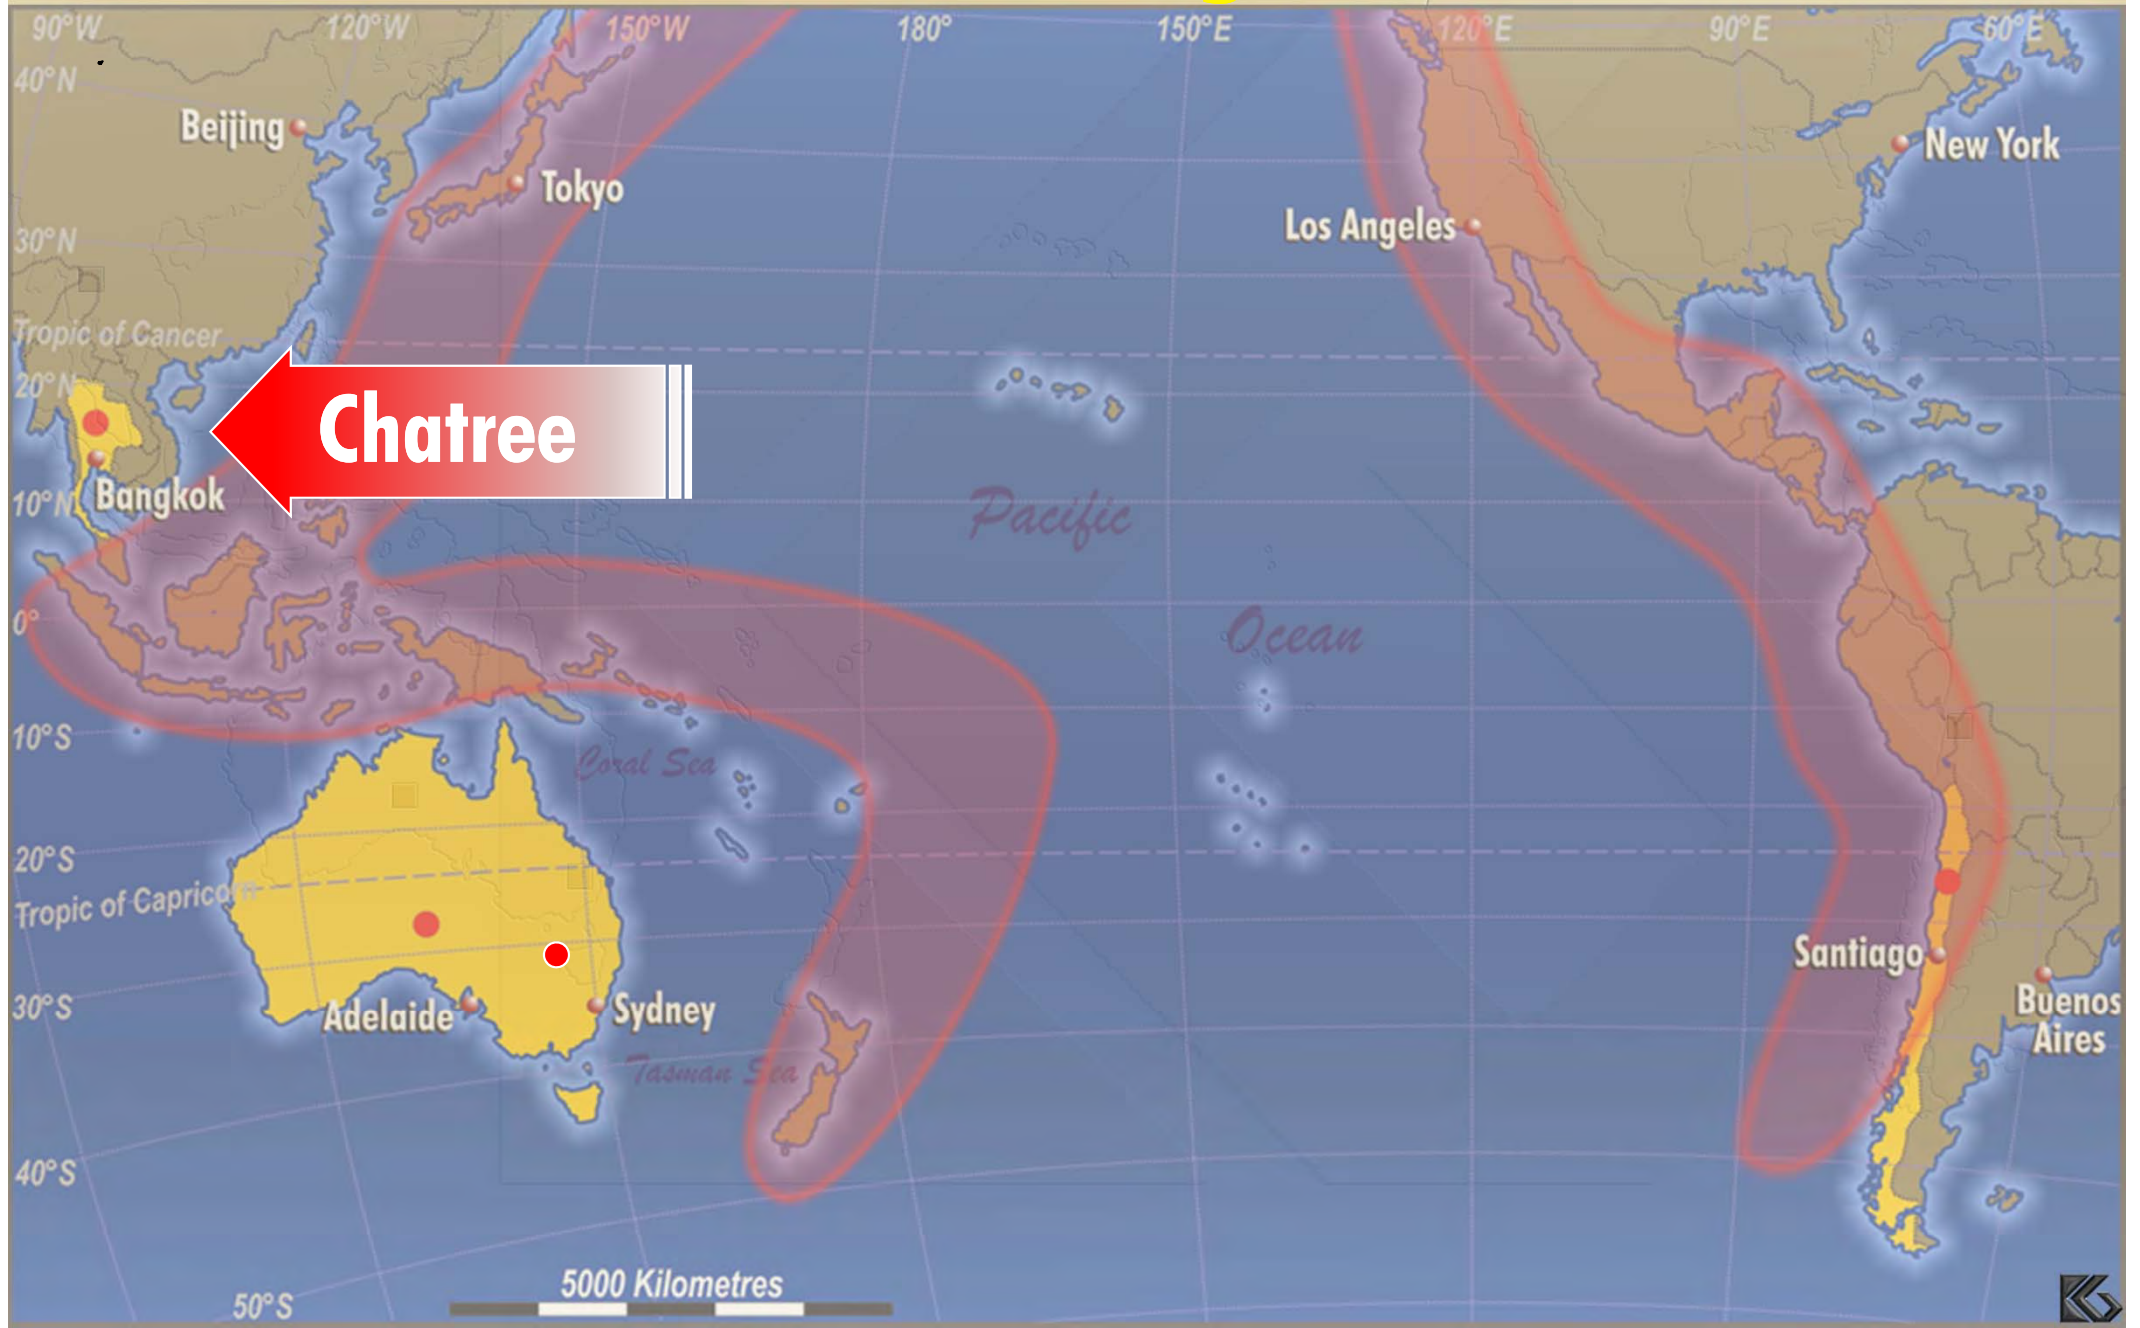 90°W
120°W
150°W
180°
150°E
120°E
90°E
60°E
40°N
Beijing
New York
Tokyo
Los Angeles
30°N
Tropic of Cancer
20°N
Chatree
Bangkok
10°N
Pacific
Ocean
0°
10°S
Coral Sea
20°S
Tropic of Capricorn
Santiago
30°S
Adelaide
Sydney
Buenos
Aires
Tasman Sea
40°S
5000 Kilometres
50°S
KG